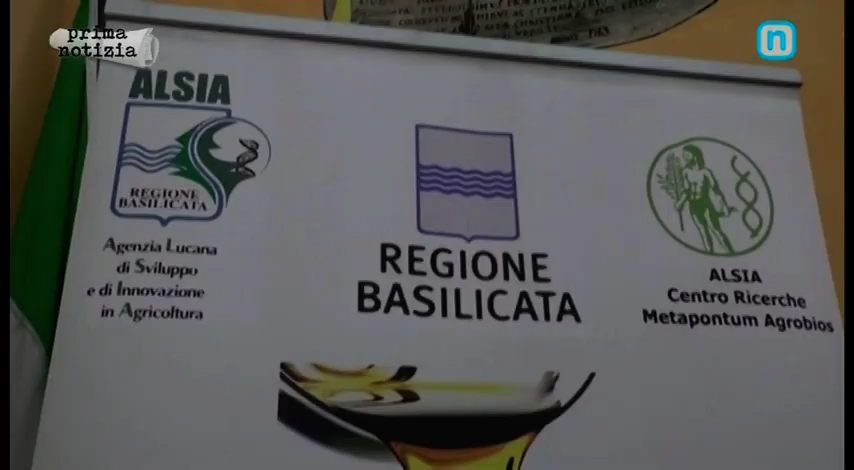 prima
notizia
n
ALSIA
REGIONE
BASILICATA
Agenzia Lucana
di Sviluppo
e di Innovazione
in Agricoltura
REGIONE
BASILICATA
ALSIA
Centro Ricerche
Metapontum Agrobios